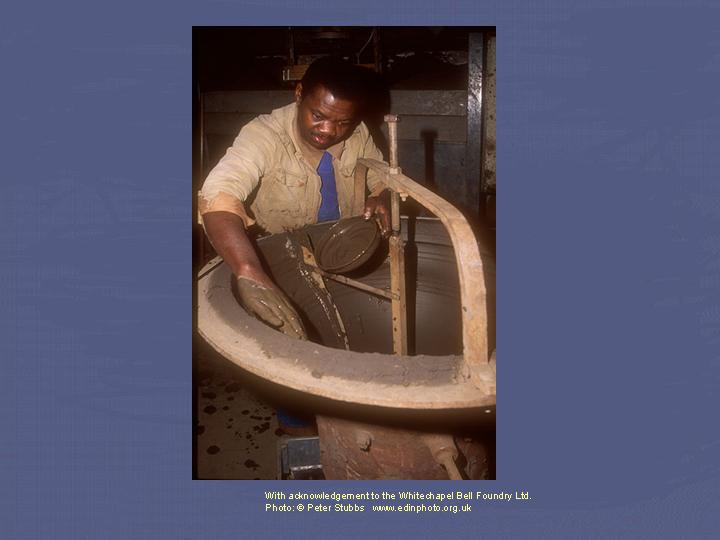 With acknowledgement to the Whitechapel Bell Foundry Ltd.
Photo: © Peter Stubbs www.edinphoto.org.uk